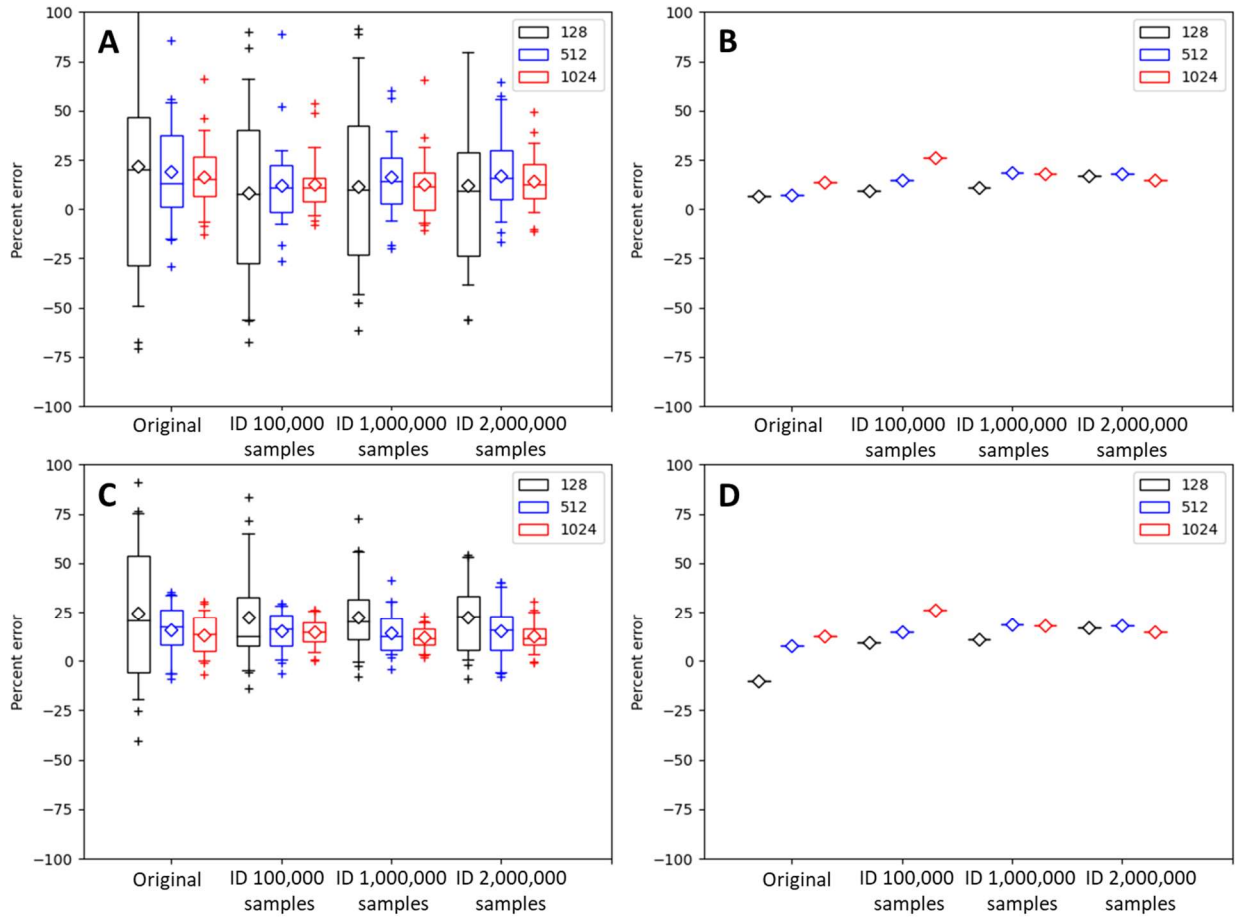 A
128
512
1024
Percent error
100
75
50
25
0
−25
−50
−75
−100
Original
ID 100,000
samples
ID 1,000,000
samples
ID 2,000,000
samples
B
128
512
1024
Percent error
100
75
50
25
0
−25
−50
−75
−100
Original
ID 100,000
samples
ID 1,000,000
samples
ID 2,000,000
samples
C
128
512
1024
Percent error
100
75
50
25
0
−25
−50
−75
−100
Original
ID 100,000
samples
ID 1,000,000
samples
ID 2,000,000
samples
D
128
512
1024
Percent error
100
75
50
25
0
−25
−50
−75
−100
Original
ID 100,000
samples
ID 1,000,000
samples
ID 2,000,000
samples